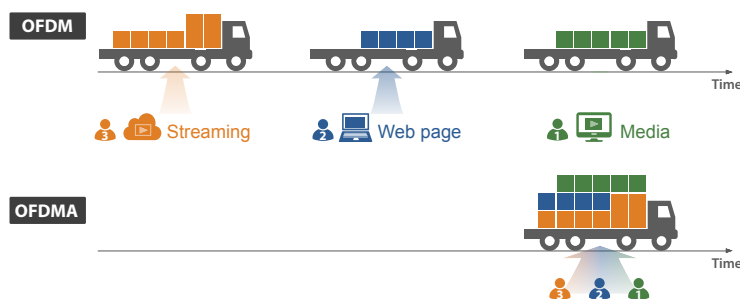 OFDM
Time
3 Streaming
2 Web page
1 Media
OFDMA
Time
3 2 1